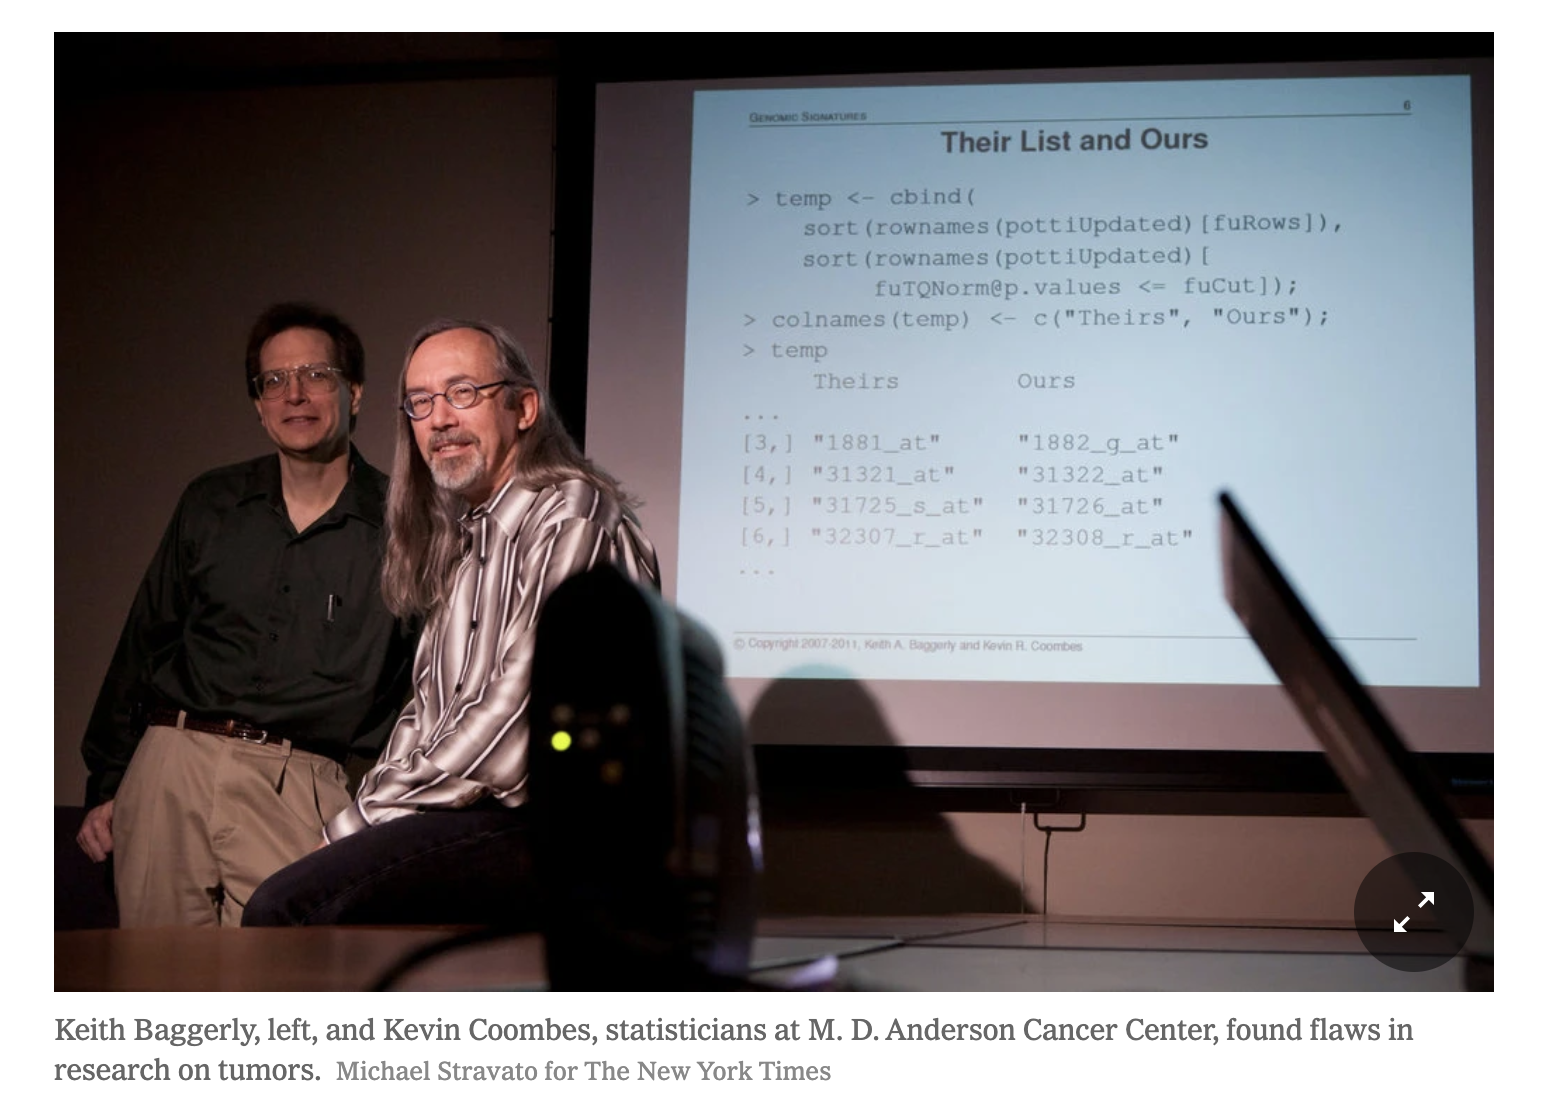 GENOMIC SIGNATURES 6
Their List and Ours
> temp <- cbind(
sort(rownames(pottiUpdated)[fuRows]),
sort(rownames(pottiUpdated)[
fuTQNorm@p.values <= fuCut]);
> colnames(temp) <- c("Theirs", "Ours");
> temp
Theirs Ours
...
[3,] "1881_at" "1882_g_at"
[4,] "31321_at" "31322_at"
[5,] "31725_s_at" "31726_at"
[6,] "32307_r_at" "32308_r_at"
...
© Copyright 2007-2011, Keith A. Baggerly and Kevin R. Coombes
Keith Baggerly, left, and Kevin Coombes, statisticians at M. D. Anderson Cancer Center, found flaws in
research on tumors. Michael Stravato for The New York Times